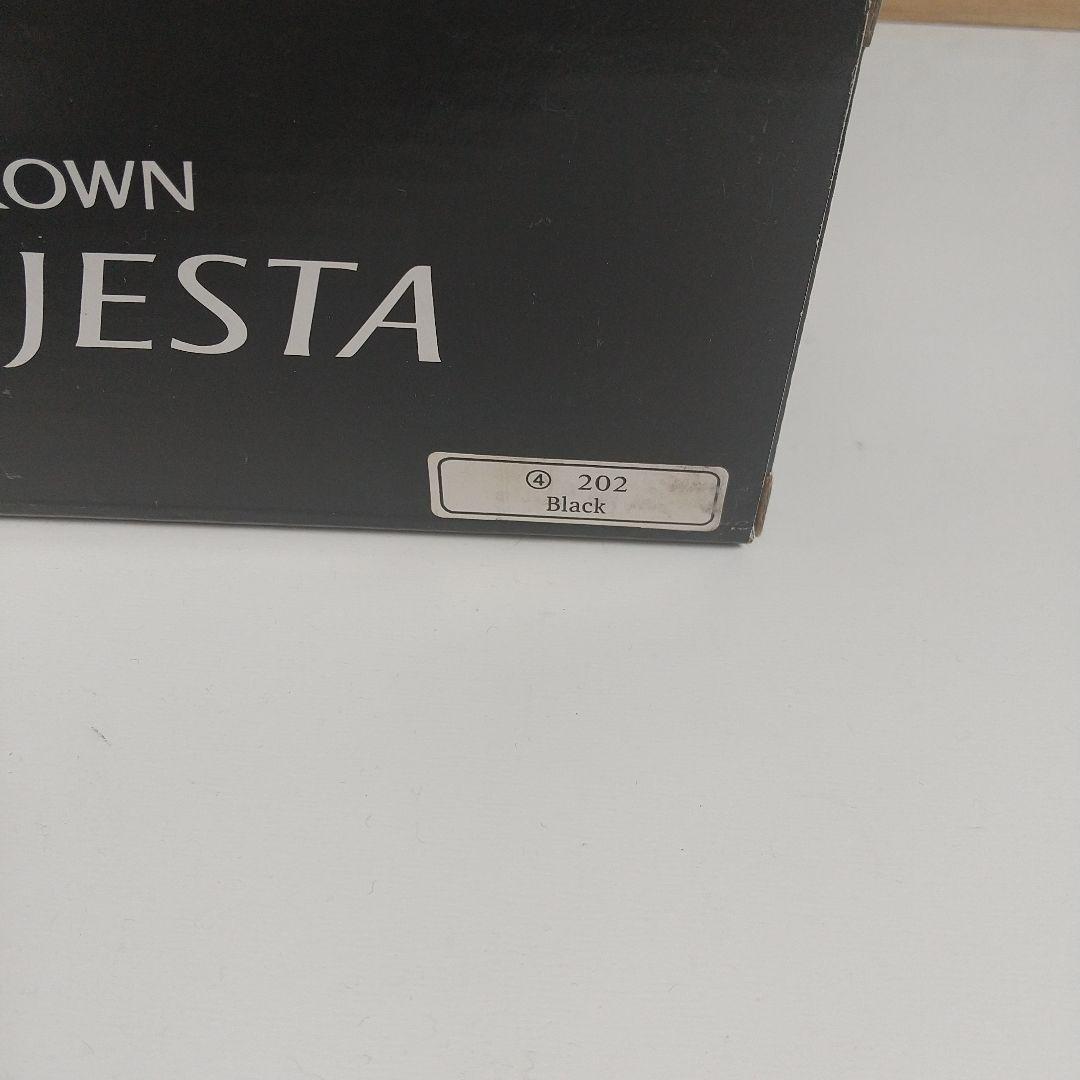 ROWN
JESTA
④ 202
Black